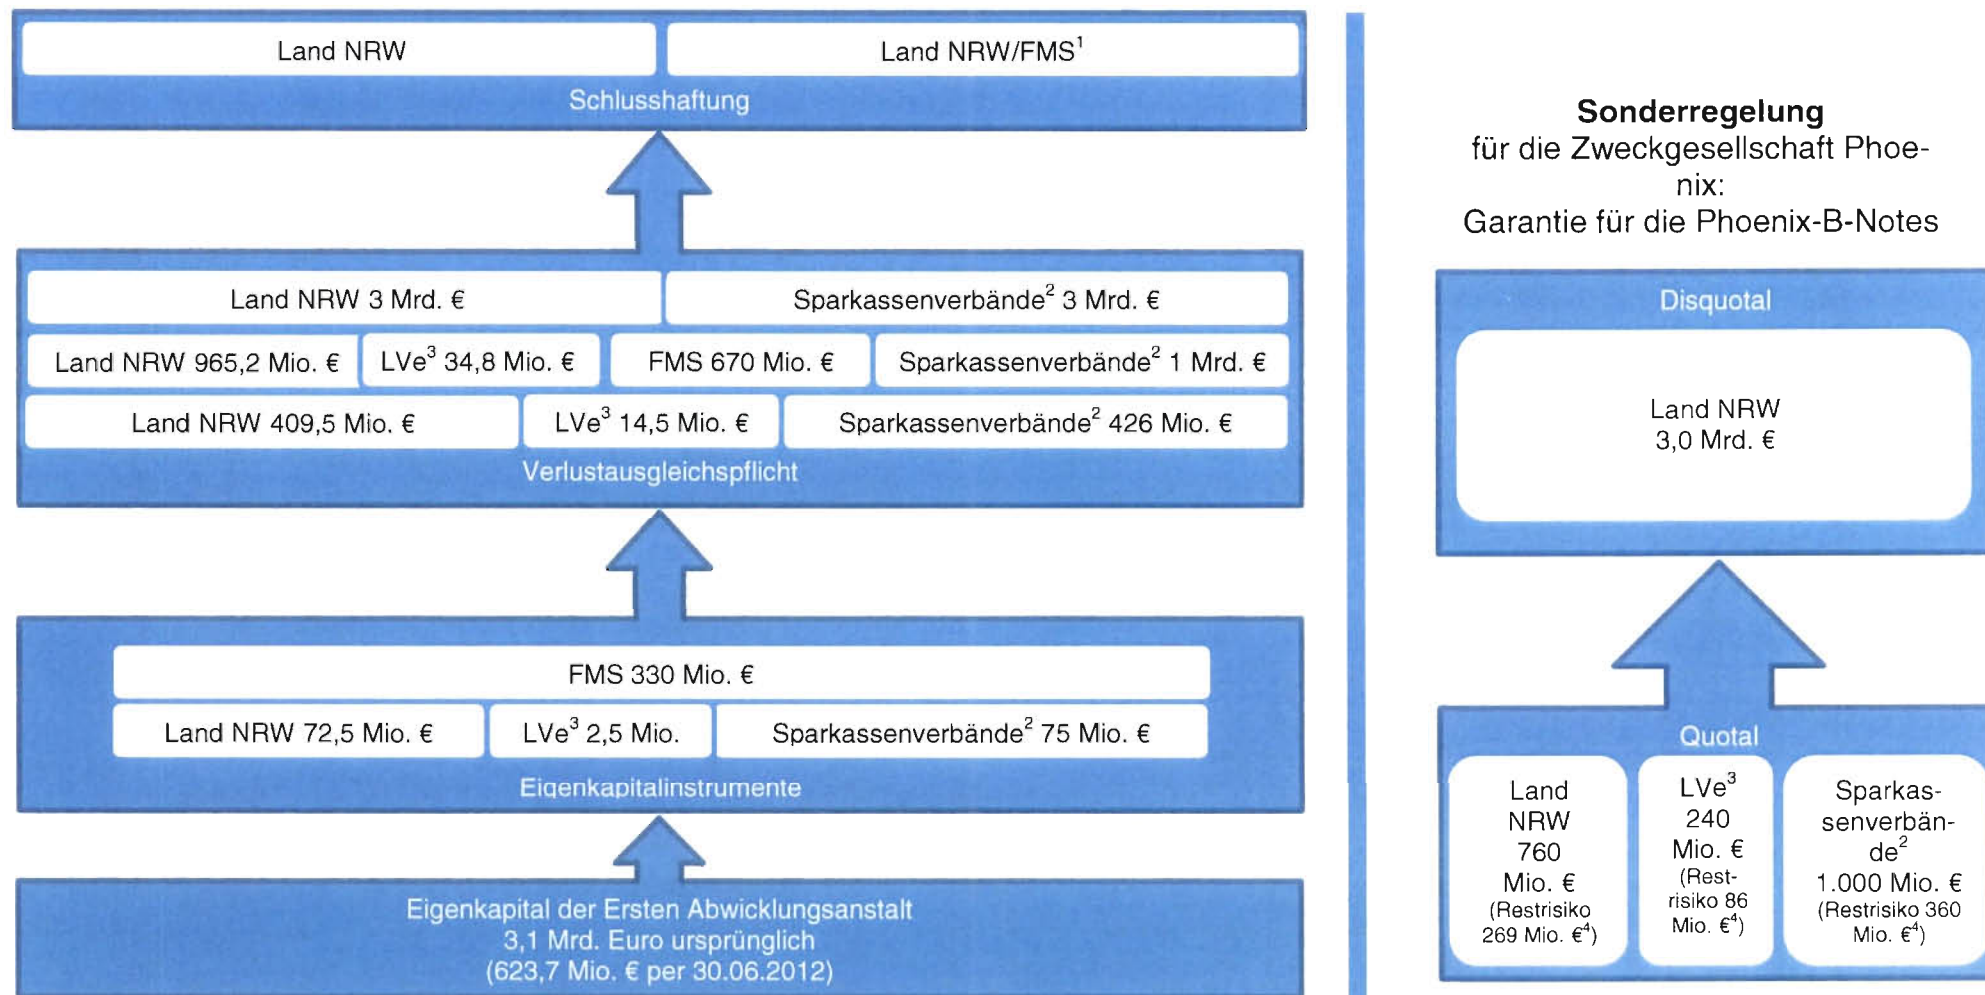 Land NRW
Land NRW/FMS¹
Schlusshaftung
Land NRW 3 Mrd. €
Sparkassenverbände² 3 Mrd. €
Land NRW 965,2 Mio. €
LVe³ 34,8 Mio. €
FMS 670 Mio. €
Sparkassenverbände² 1 Mrd. €
Land NRW 409,5 Mio. €
LVe³ 14,5 Mio. €
Sparkassenverbände² 426 Mio. €
Verlustausgleichspflicht
FMS 330 Mio. €
Land NRW 72,5 Mio. €
LVe³ 2,5 Mio.
Sparkassenverbände² 75 Mio. €
Eigenkapitalinstrumente
Eigenkapital der Ersten Abwicklungsanstalt
3,1 Mrd. Euro ursprünglich
(623,7 Mio. € per 30.06.2012)
Sonderregelung
für die Zweckgesellschaft Phoe-
nix:
Garantie für die Phoenix-B-Notes
Disquotal
Land NRW
3,0 Mrd. €
Quotal
Land
NRW
760
Mio. €
(Restrisiko
269 Mio. €⁴)
LVe³
240
Mio. €
(Rest-
risiko 86
Mio. €⁴)
Sparkas-
senverbän-
de²
1.000 Mio. €
(Restrisiko 360
Mio. €⁴)